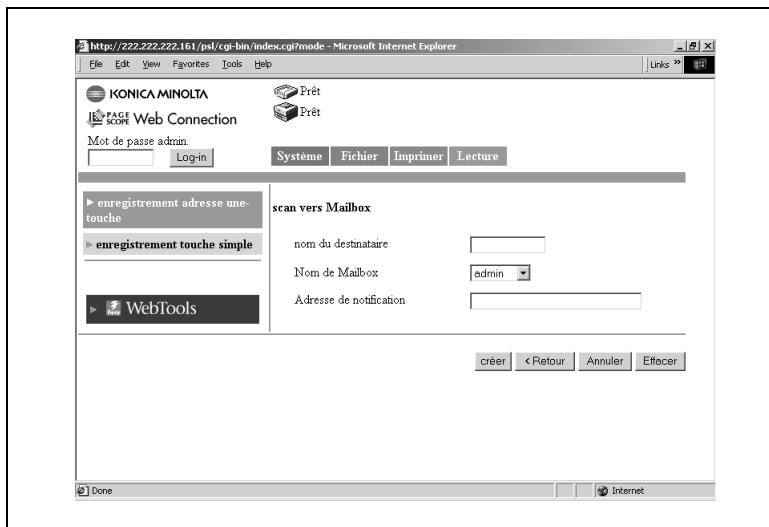 http://222.222.222.161/psl/cgi-bin/index.cgi?mode - Microsoft Internet Explorer
File Edit View Favorites Tools Help
Links »
KONICA MINOLTA
Prêt
PAGE SCOPE Web Connection
Prêt
Mot de passe admin.
Log-in
Système Fichier Imprimer Lecture
enregistrement adresse une-
touche
scan vers Mailbox
enregistrement touche simple
nom du destinataire
Nom de Mailbox admin
Adresse de notification
fiery WebTools
créer < Retour Annuler Effacer
Done
Internet